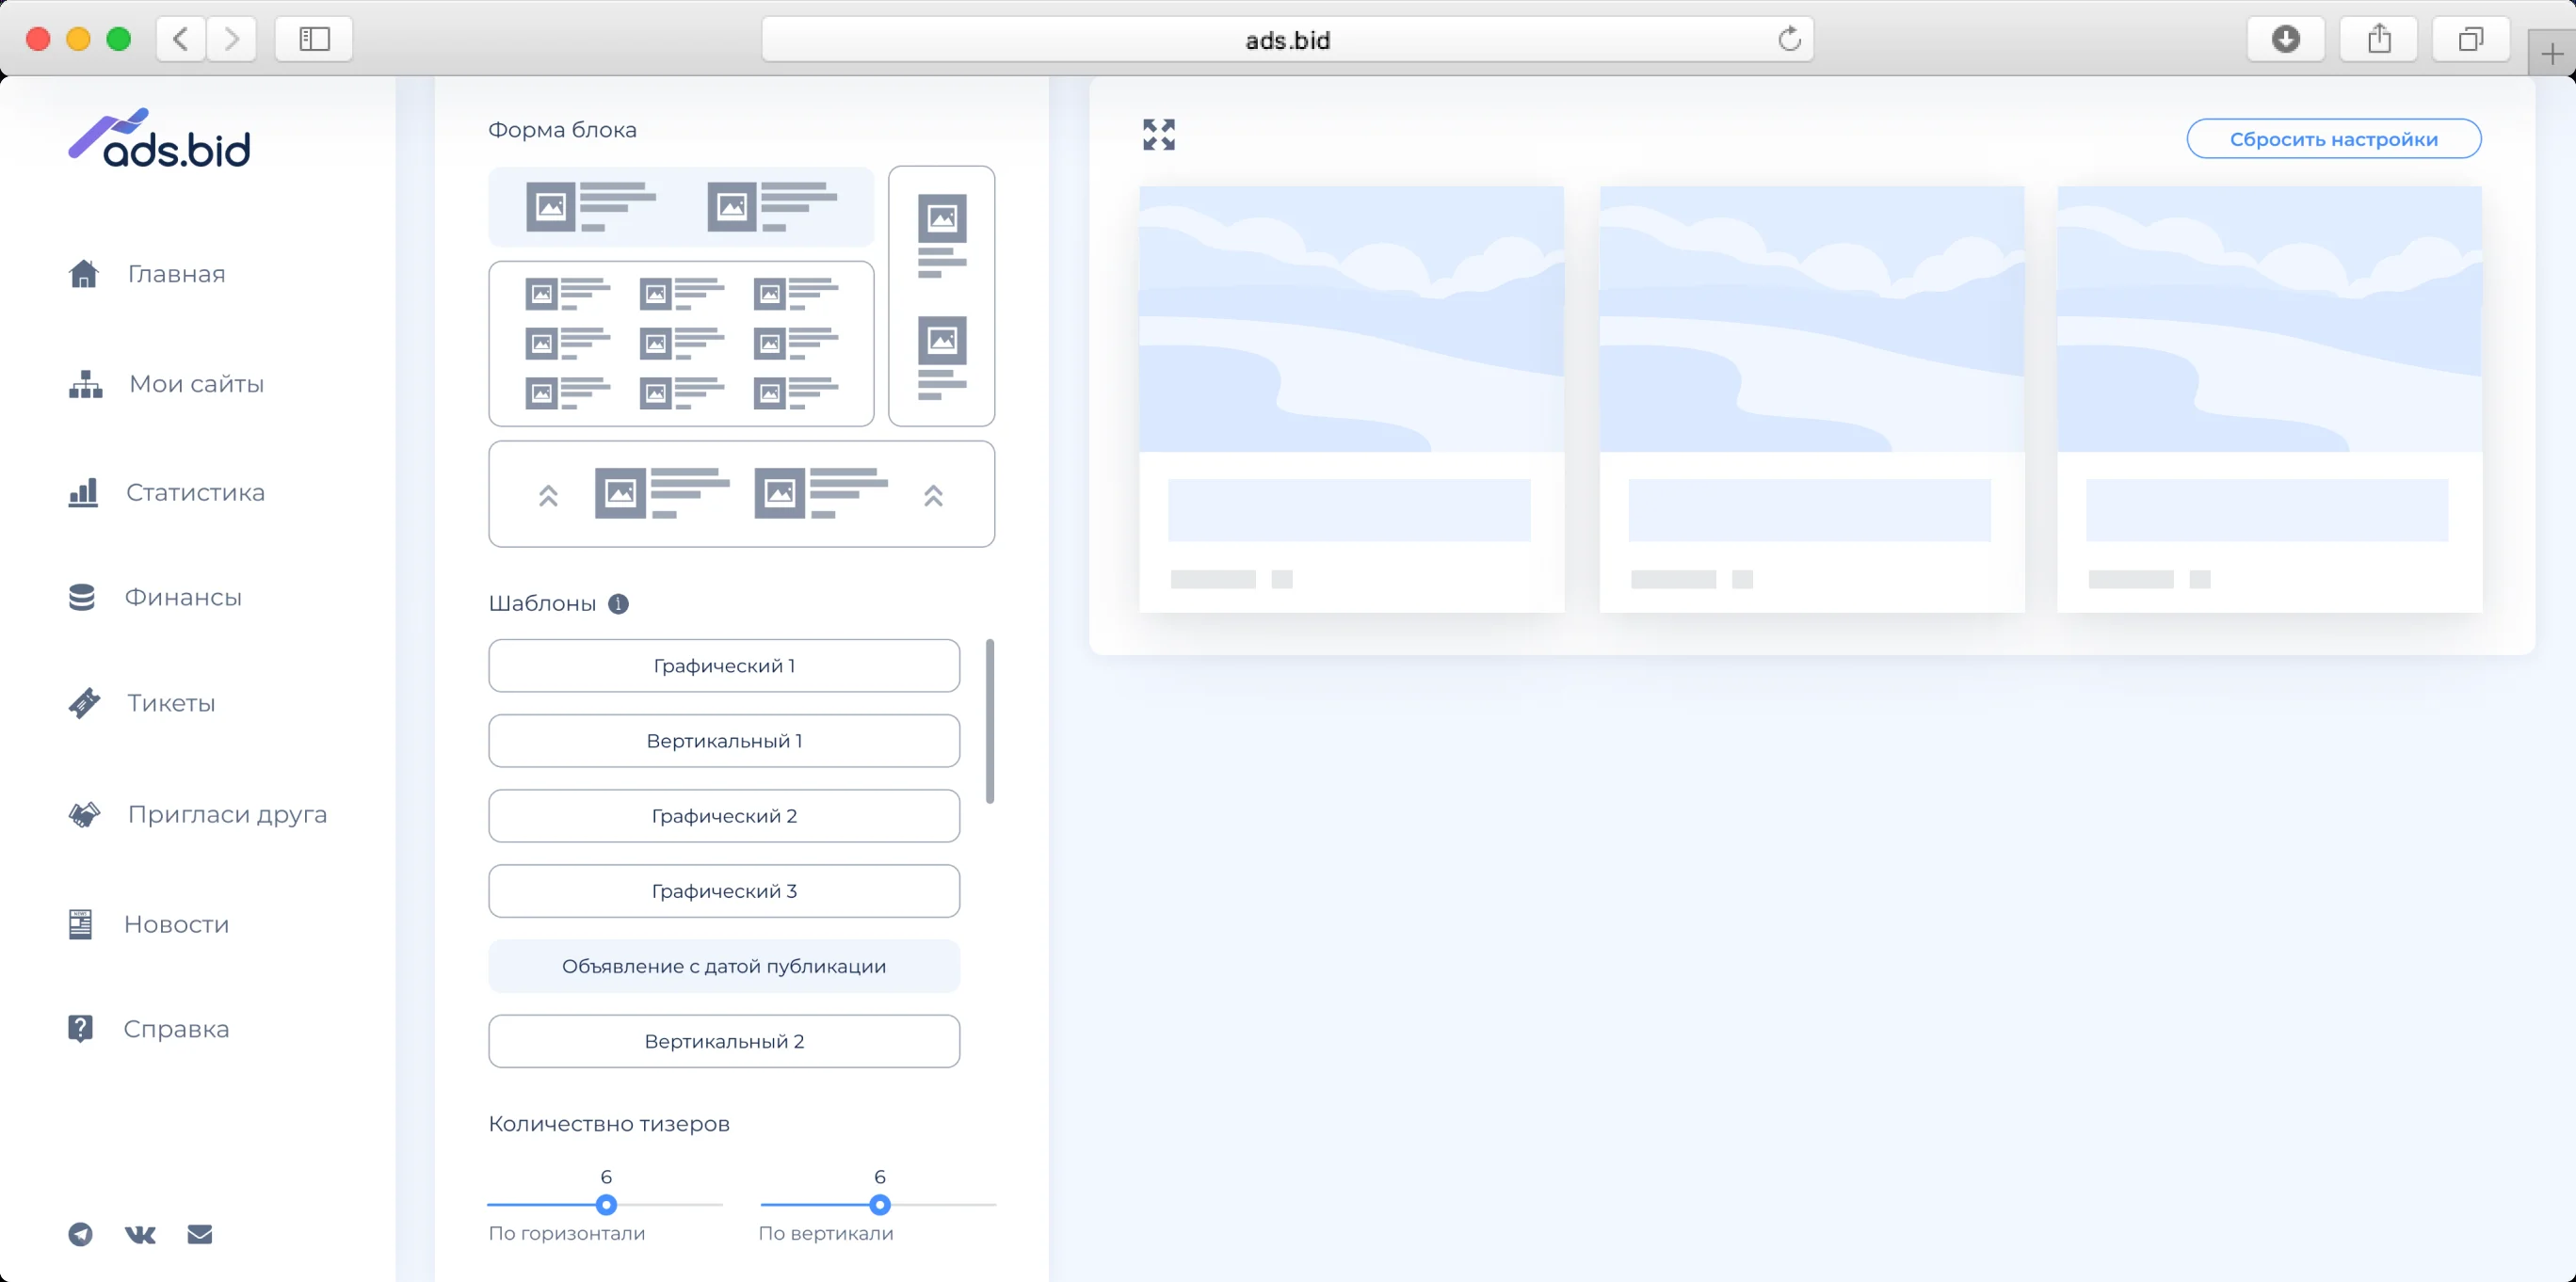 ads.bid
ads.bid
Главная
Мои сайты
Статистика
Финансы
Тикеты
Пригласи друга
Новости
Справка
Форма блока
Шаблоны
Графический 1
Вертикальный 1
Графический 2
Графический 3
Объявление с датой публикации
Вертикальный 2
Количествно тизеров
6
6
По горизонтали
По вертикали
Сбросить настройки